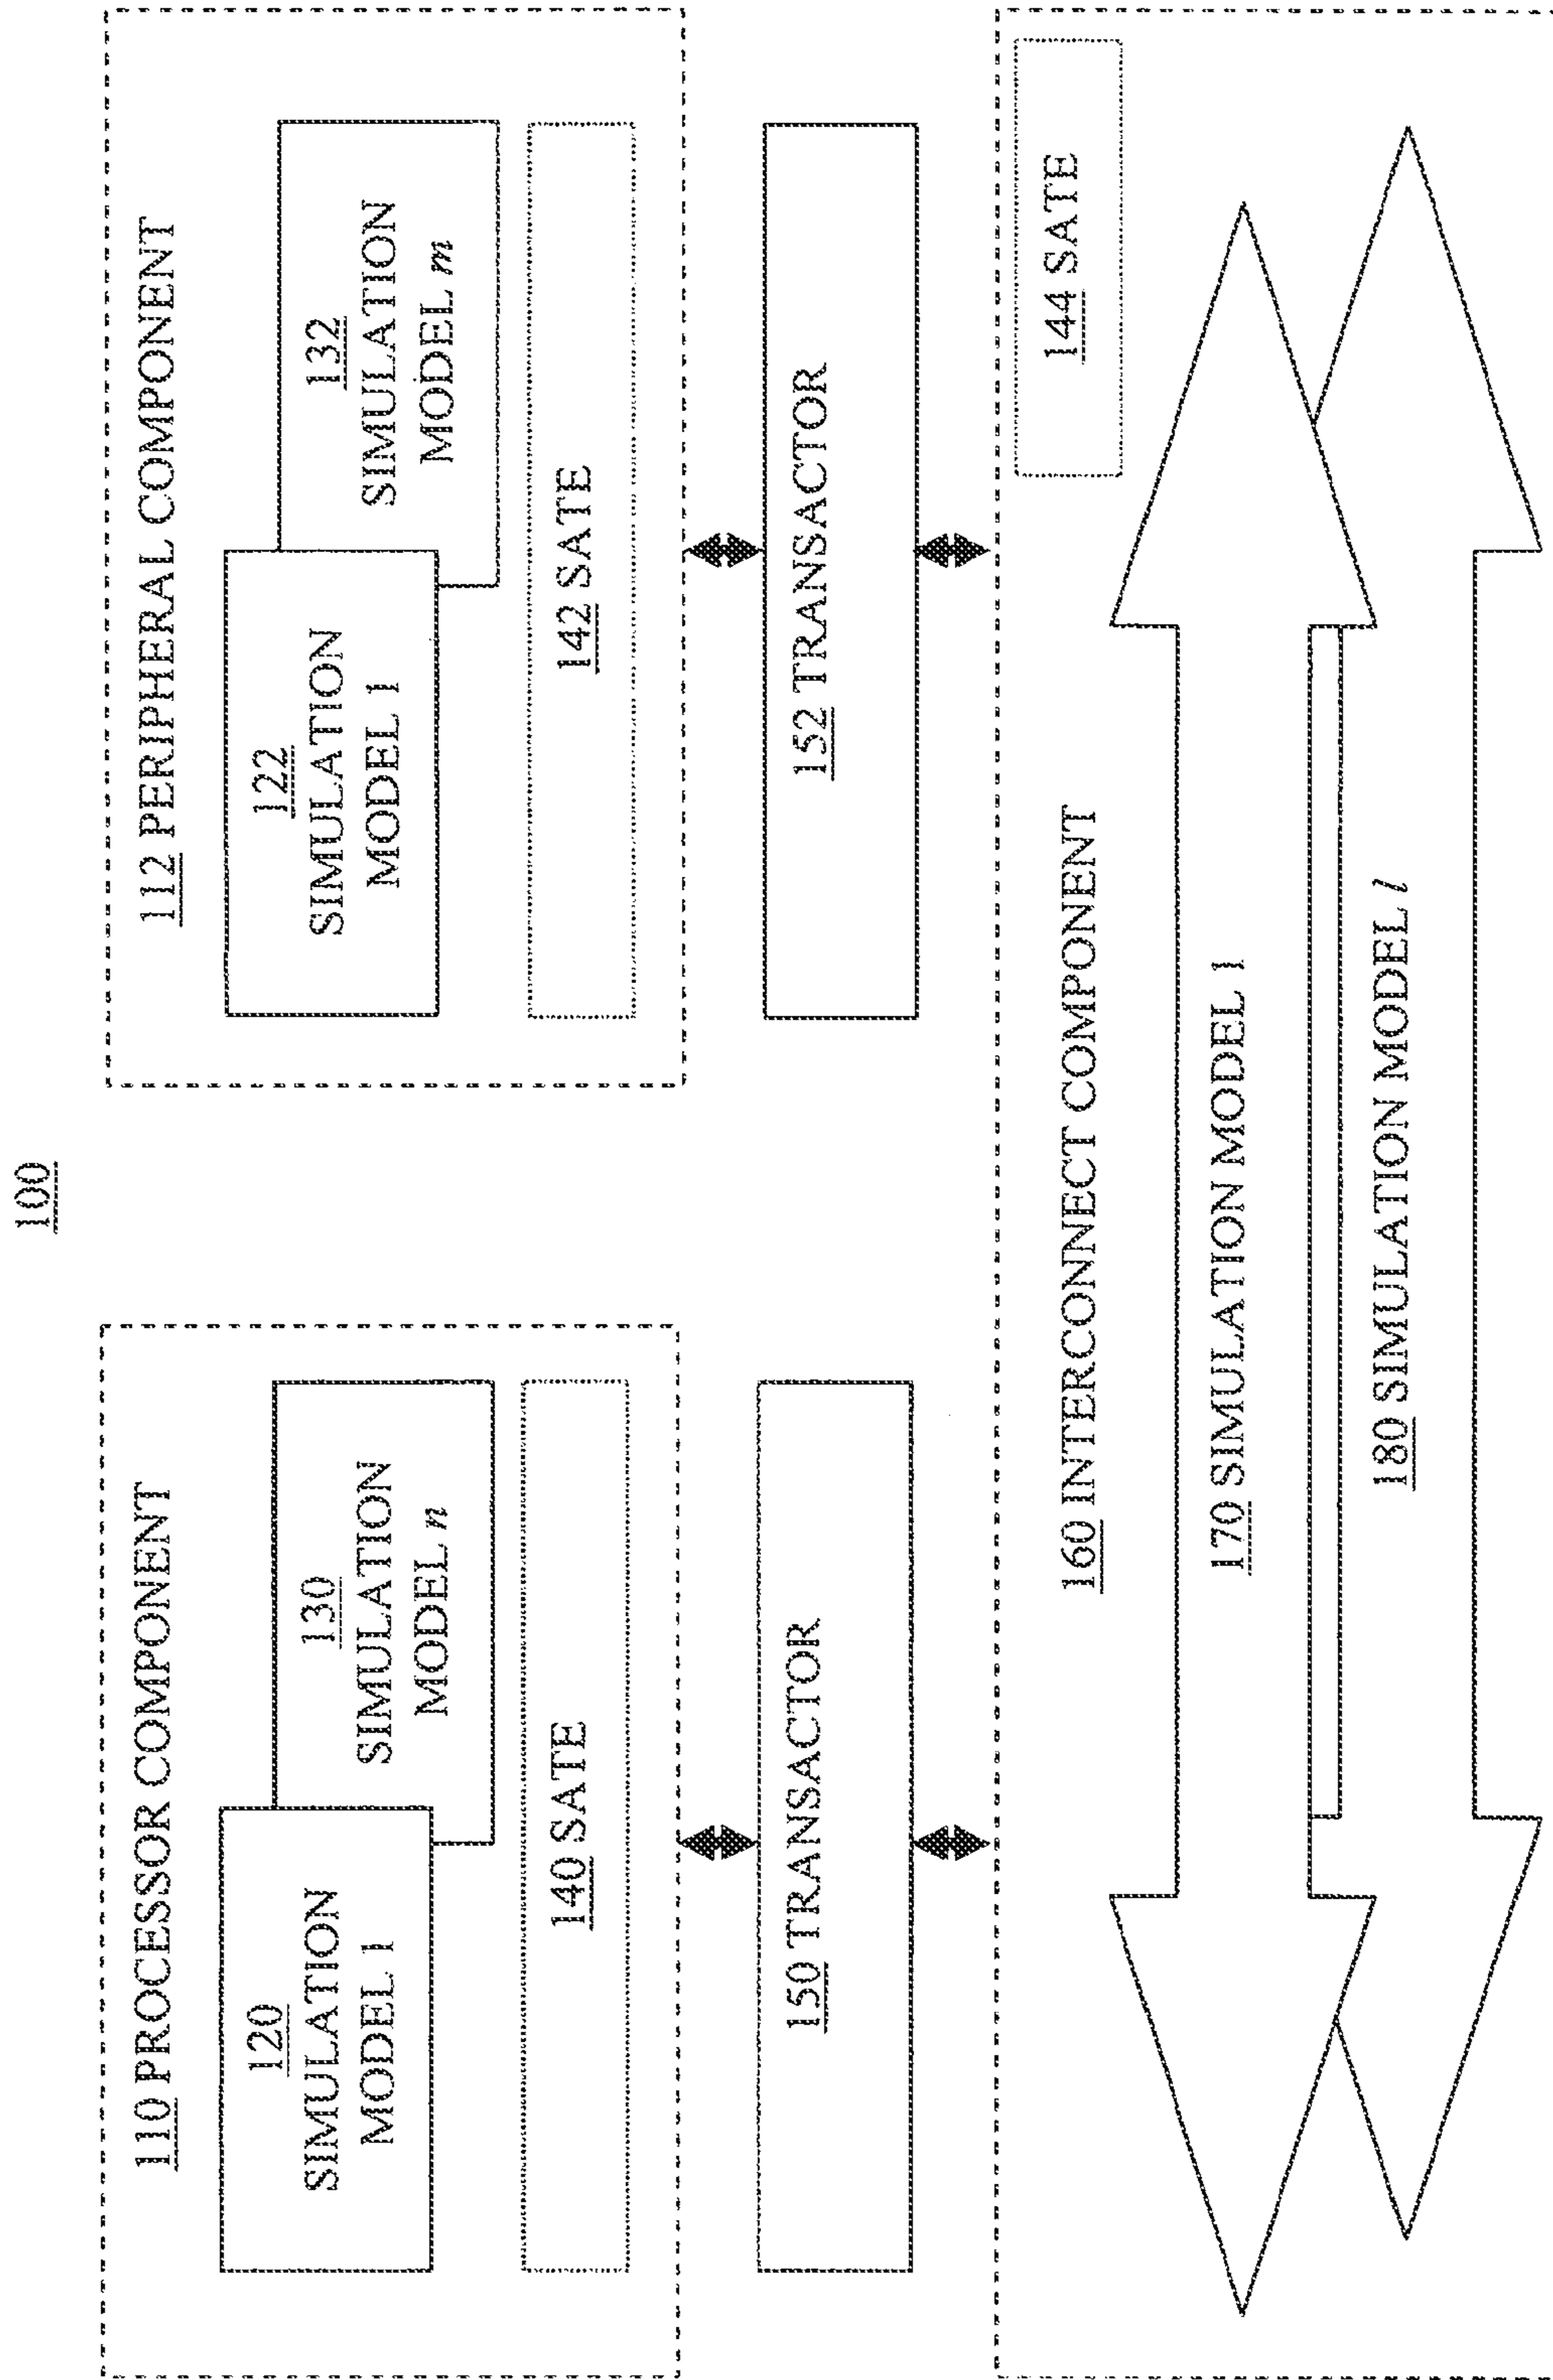 100
110 PROCESSOR COMPONENT
120
SIMULATION
MODEL 1
130
SIMULATION
MODEL n
140 SATE
150 TRANSACTOR
112 PERIPHERAL COMPONENT
122
SIMULATION
MODEL 1
132
SIMULATION
MODEL m
142 SATE
152 TRANSACTOR
144 SATE
160 INTERCONNECT COMPONENT
170 SIMULATION MODEL 1
180 SIMULATION MODEL l